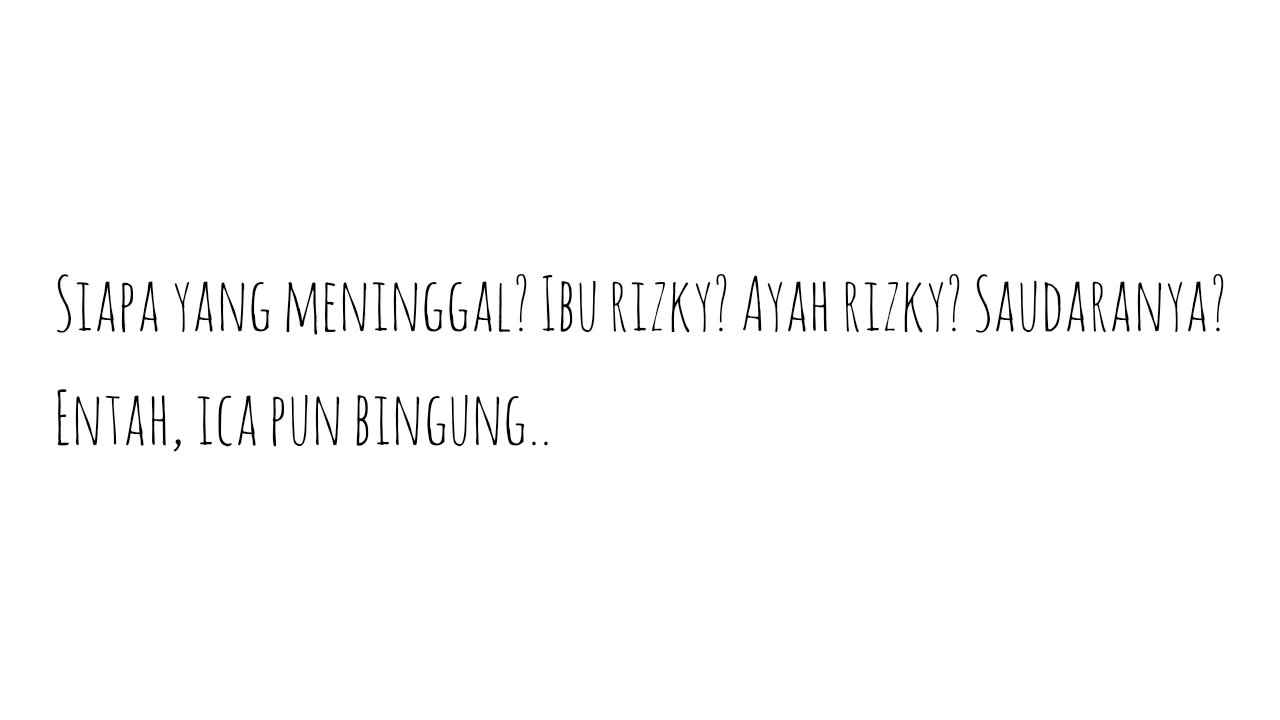 Siapa yang meninggal? Ibu rizky? Ayah rizky? Saudaranya?
Entah, ica pun bingung..